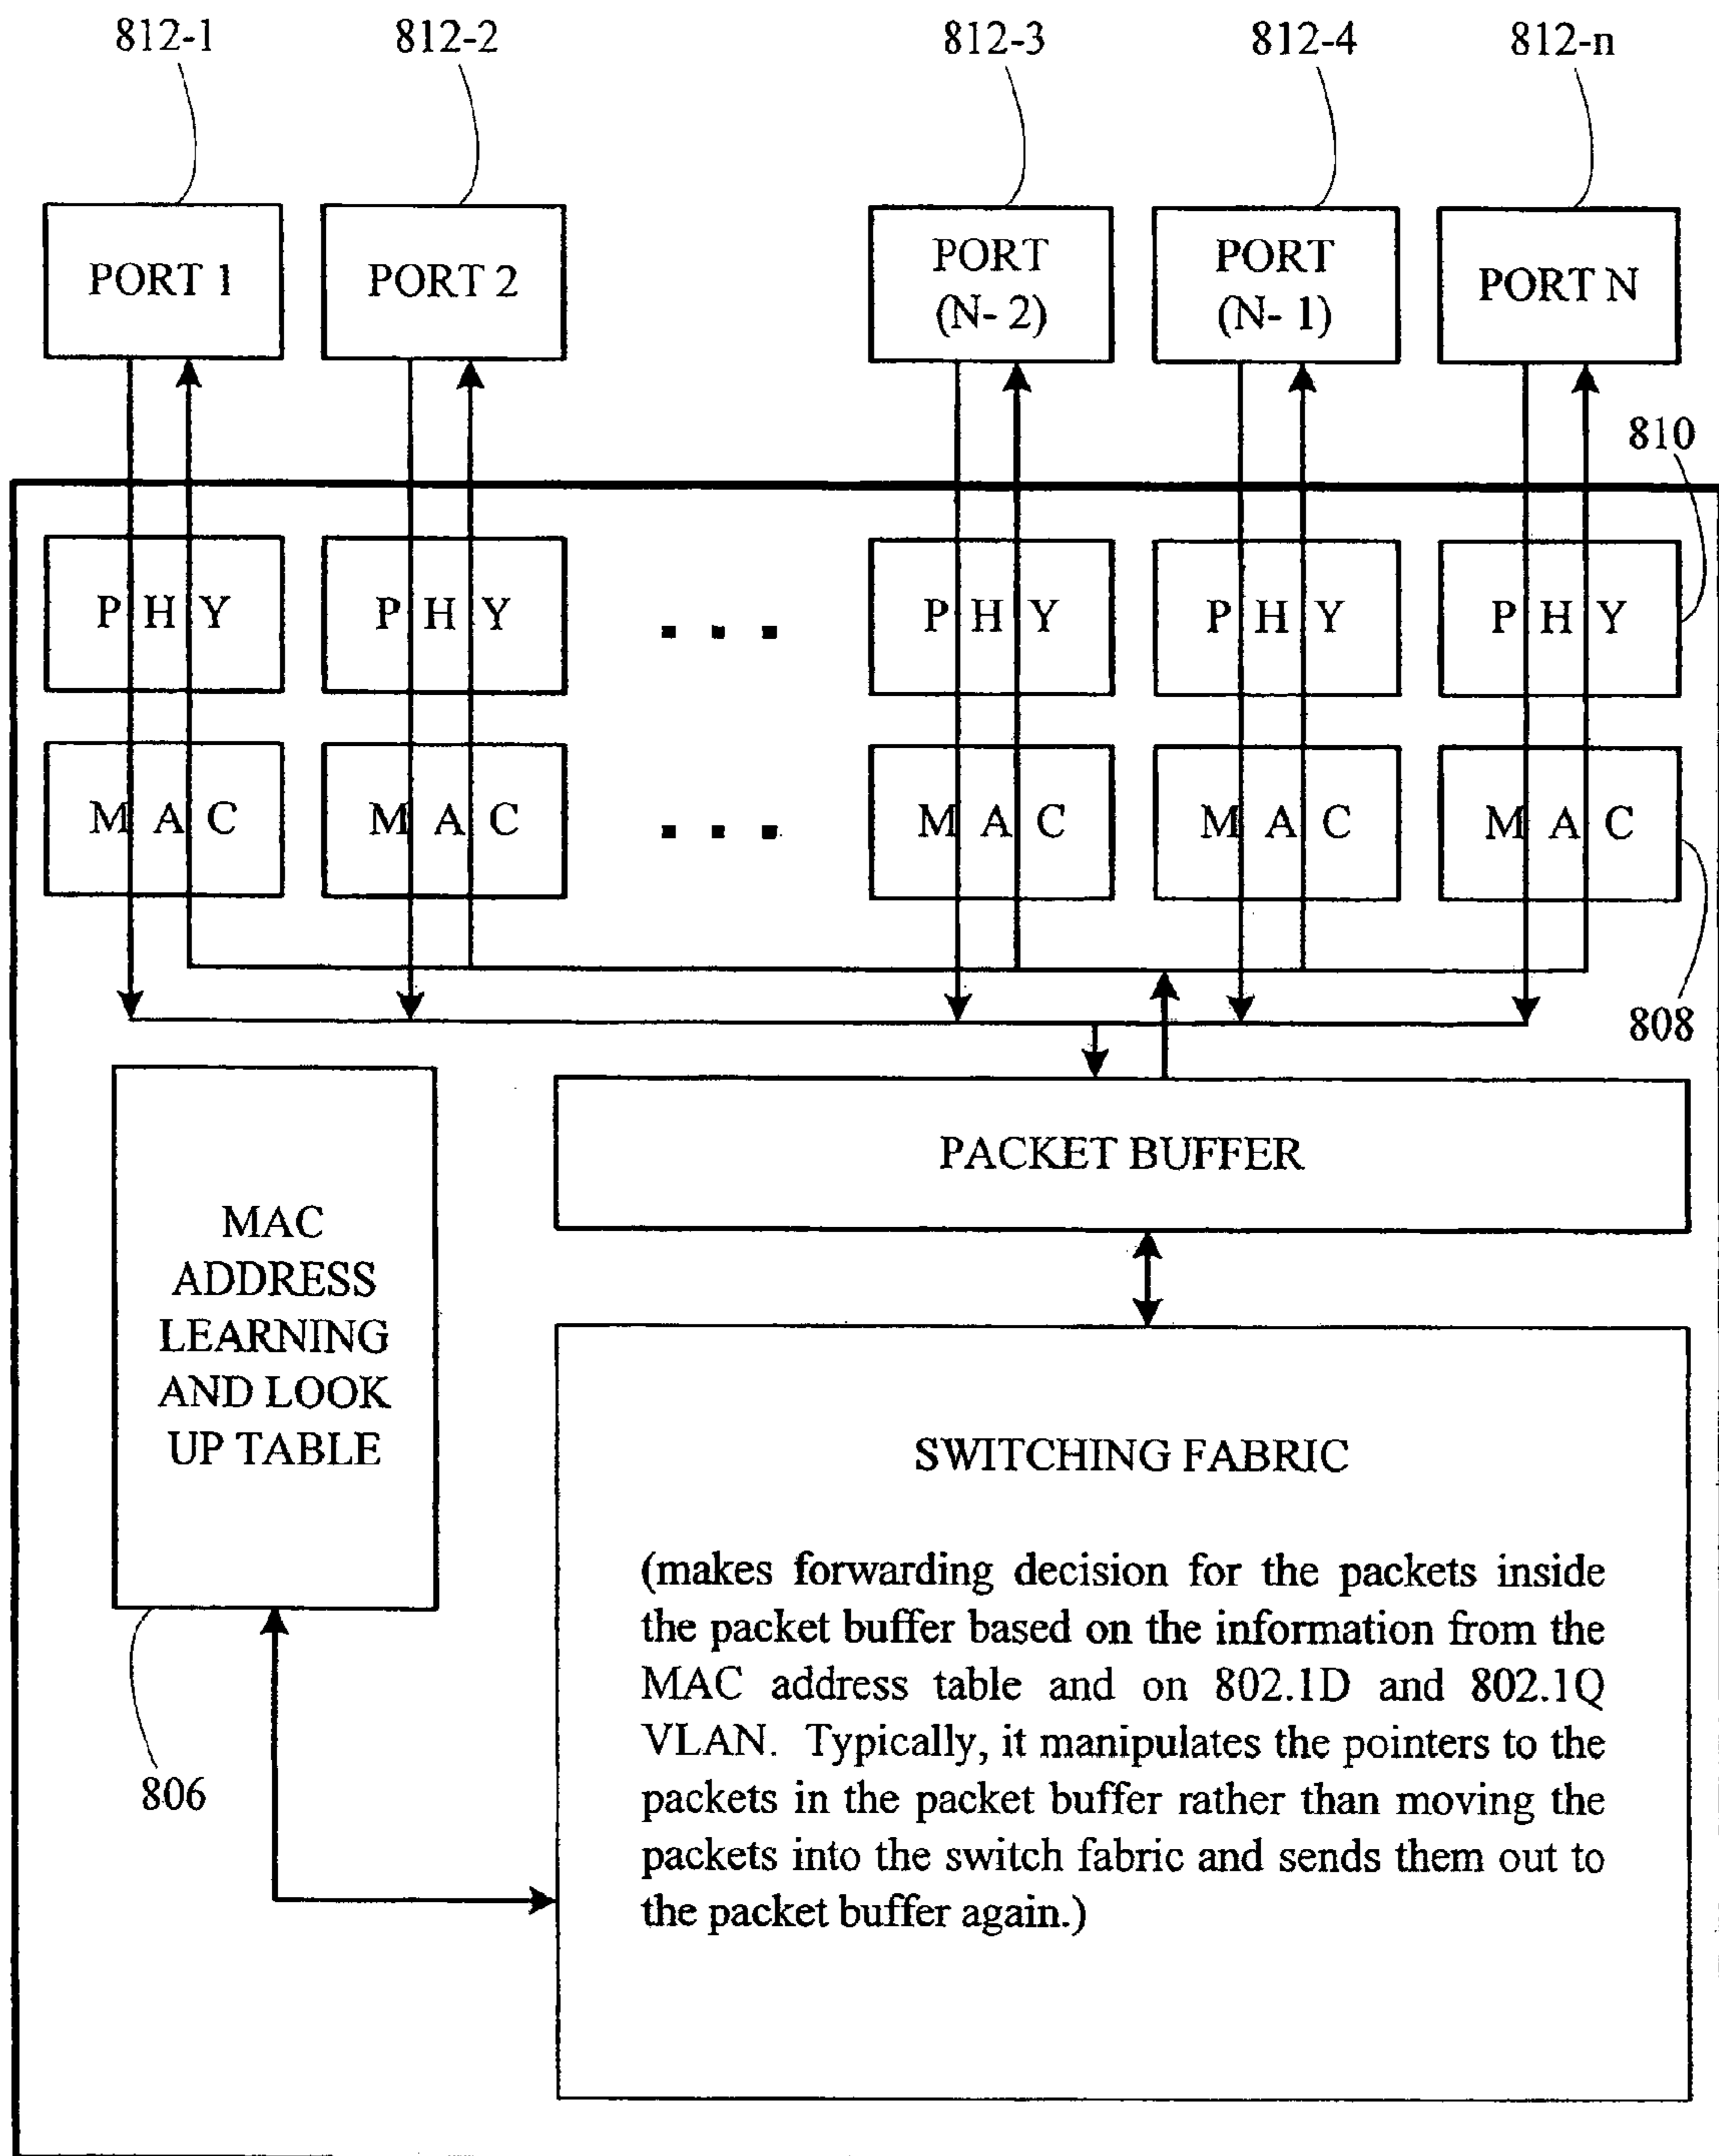 812-1 812-2 812-3 812-4 812-n
PORT 1 PORT 2 PORT (N- 2) PORT (N- 1) PORT N
810
P H Y P H Y P H Y P H Y P H Y
M A C M A C M A C M A C M A C
808
PACKET BUFFER
MAC
ADDRESS
LEARNING
AND LOOK
UP TABLE
806
SWITCHING FABRIC
(makes forwarding decision for the packets inside
the packet buffer based on the information from the
MAC address table and on 802.1D and 802.1Q
VLAN. Typically, it manipulates the pointers to the
packets in the packet buffer rather than moving the
packets into the switch fabric and sends them out to
the packet buffer again.)